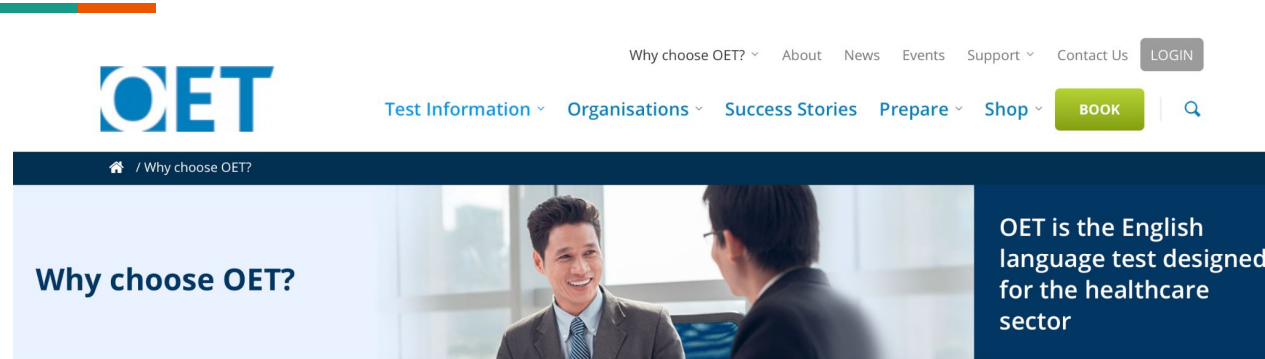 Why choose OET? About News Events Support Contact Us LOGIN
OET
Test Information Organisations Success Stories Prepare Shop BOOK
/ Why choose OET?
Why choose OET?
OET is the English
language test designed
for the healthcare
sector